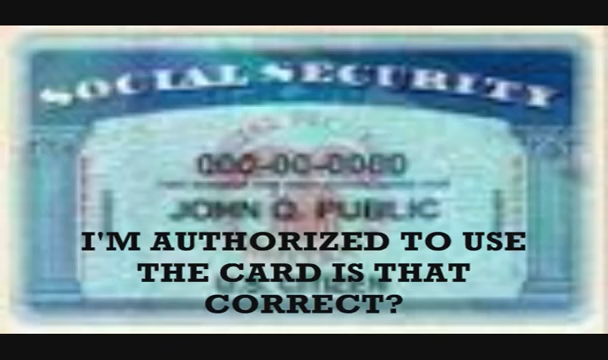 SOCIAL SECURITY
000-00-0000
JOHN Q. PUBLIC
I'M AUTHORIZED TO USE
THE CARD IS THAT
CORRECT?